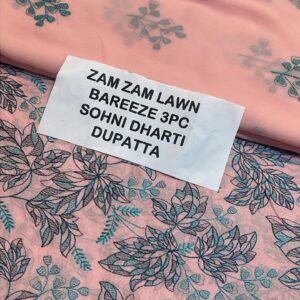 ZAM ZAM LAWN
BAREEZE 3PC
SOHNI DHARTI
DUPATTA